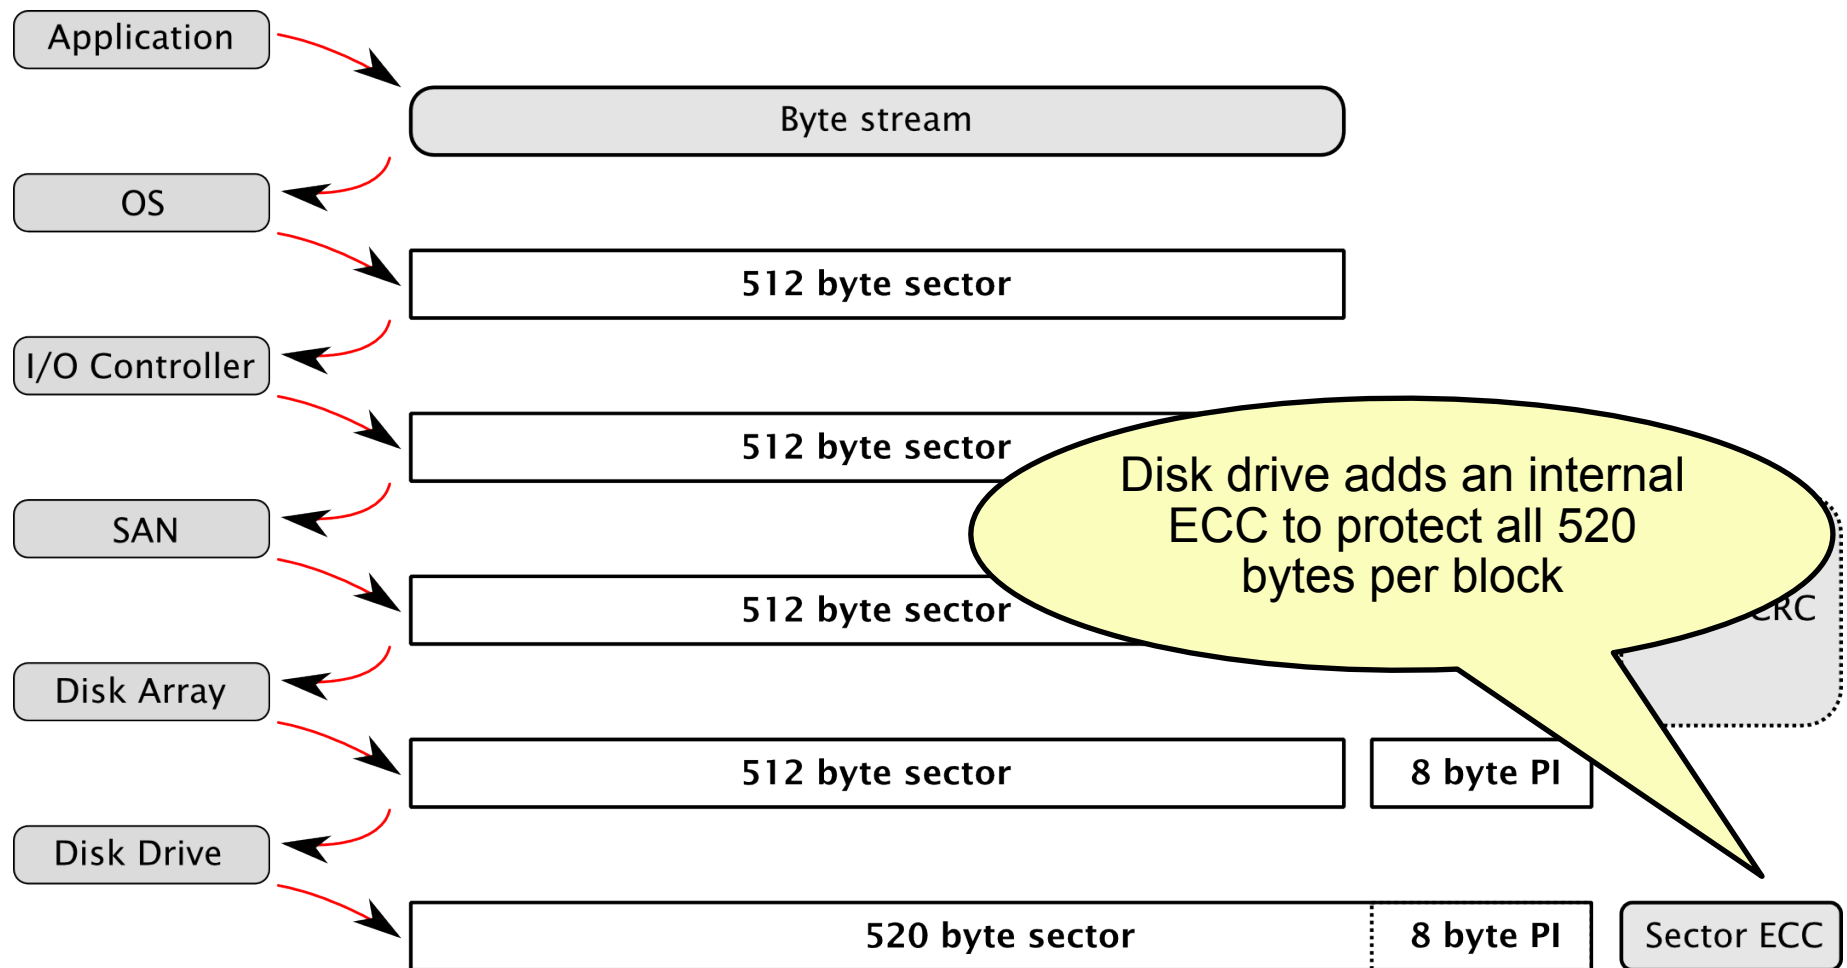 Application
Byte stream
OS
512 byte sector
I/O Controller
512 byte sector
Disk drive adds an internal
ECC to protect all 520
bytes per block
SAN
512 byte sector
CRC
Disk Array
512 byte sector
8 byte PI
Disk Drive
520 byte sector
8 byte PI
Sector ECC